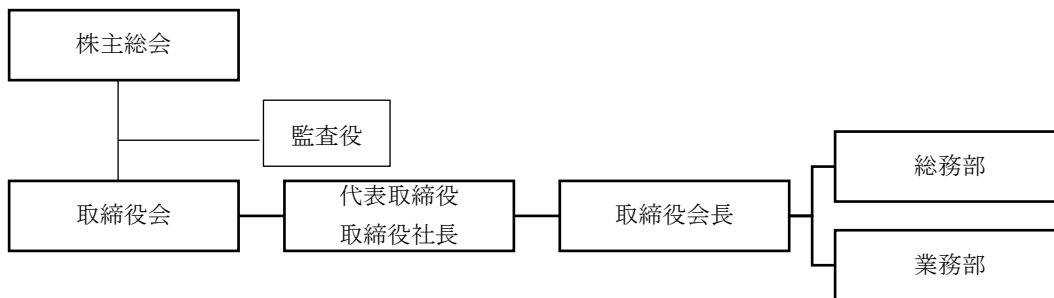 株主総会
監査役
取締役会
代表取締役
取締役社長
取締役会長
総務部
業務部